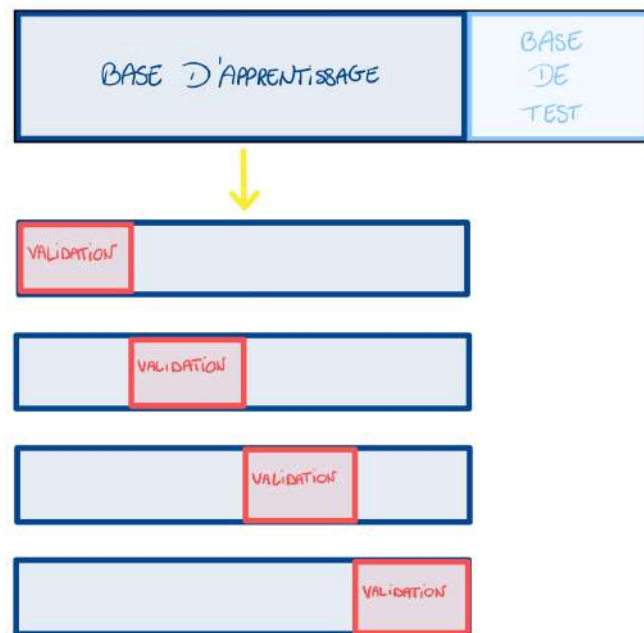 BASE D'APPRENTISSAGE
BASE
DE
TEST
VALIDATION
VALIDATION
VALIDATION
VALIDATION